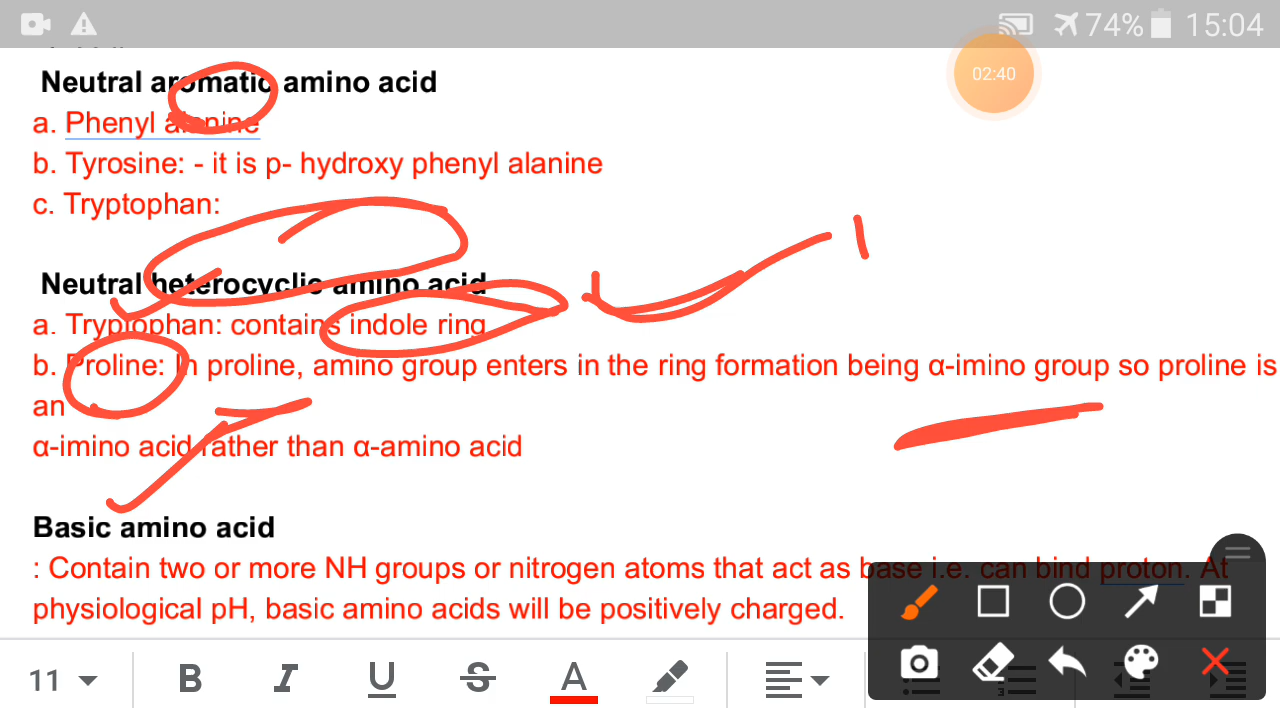 74% 15:04
02:40
Neutral aromatic amino acid
a. Phenyl alanine
b. Tyrosine: - it is p- hydroxy phenyl alanine
c. Tryptophan:
Neutral heterocyclic amino acid
a. Tryptophan: contains indole ring
b. Proline: In proline, amino group enters in the ring formation being α-imino group so proline is
an
α-imino acid rather than α-amino acid
Basic amino acid
: Contain two or more NH groups or nitrogen atoms that act as base i.e. can bind proton. At
physiological pH, basic amino acids will be positively charged.
11 B I U S A